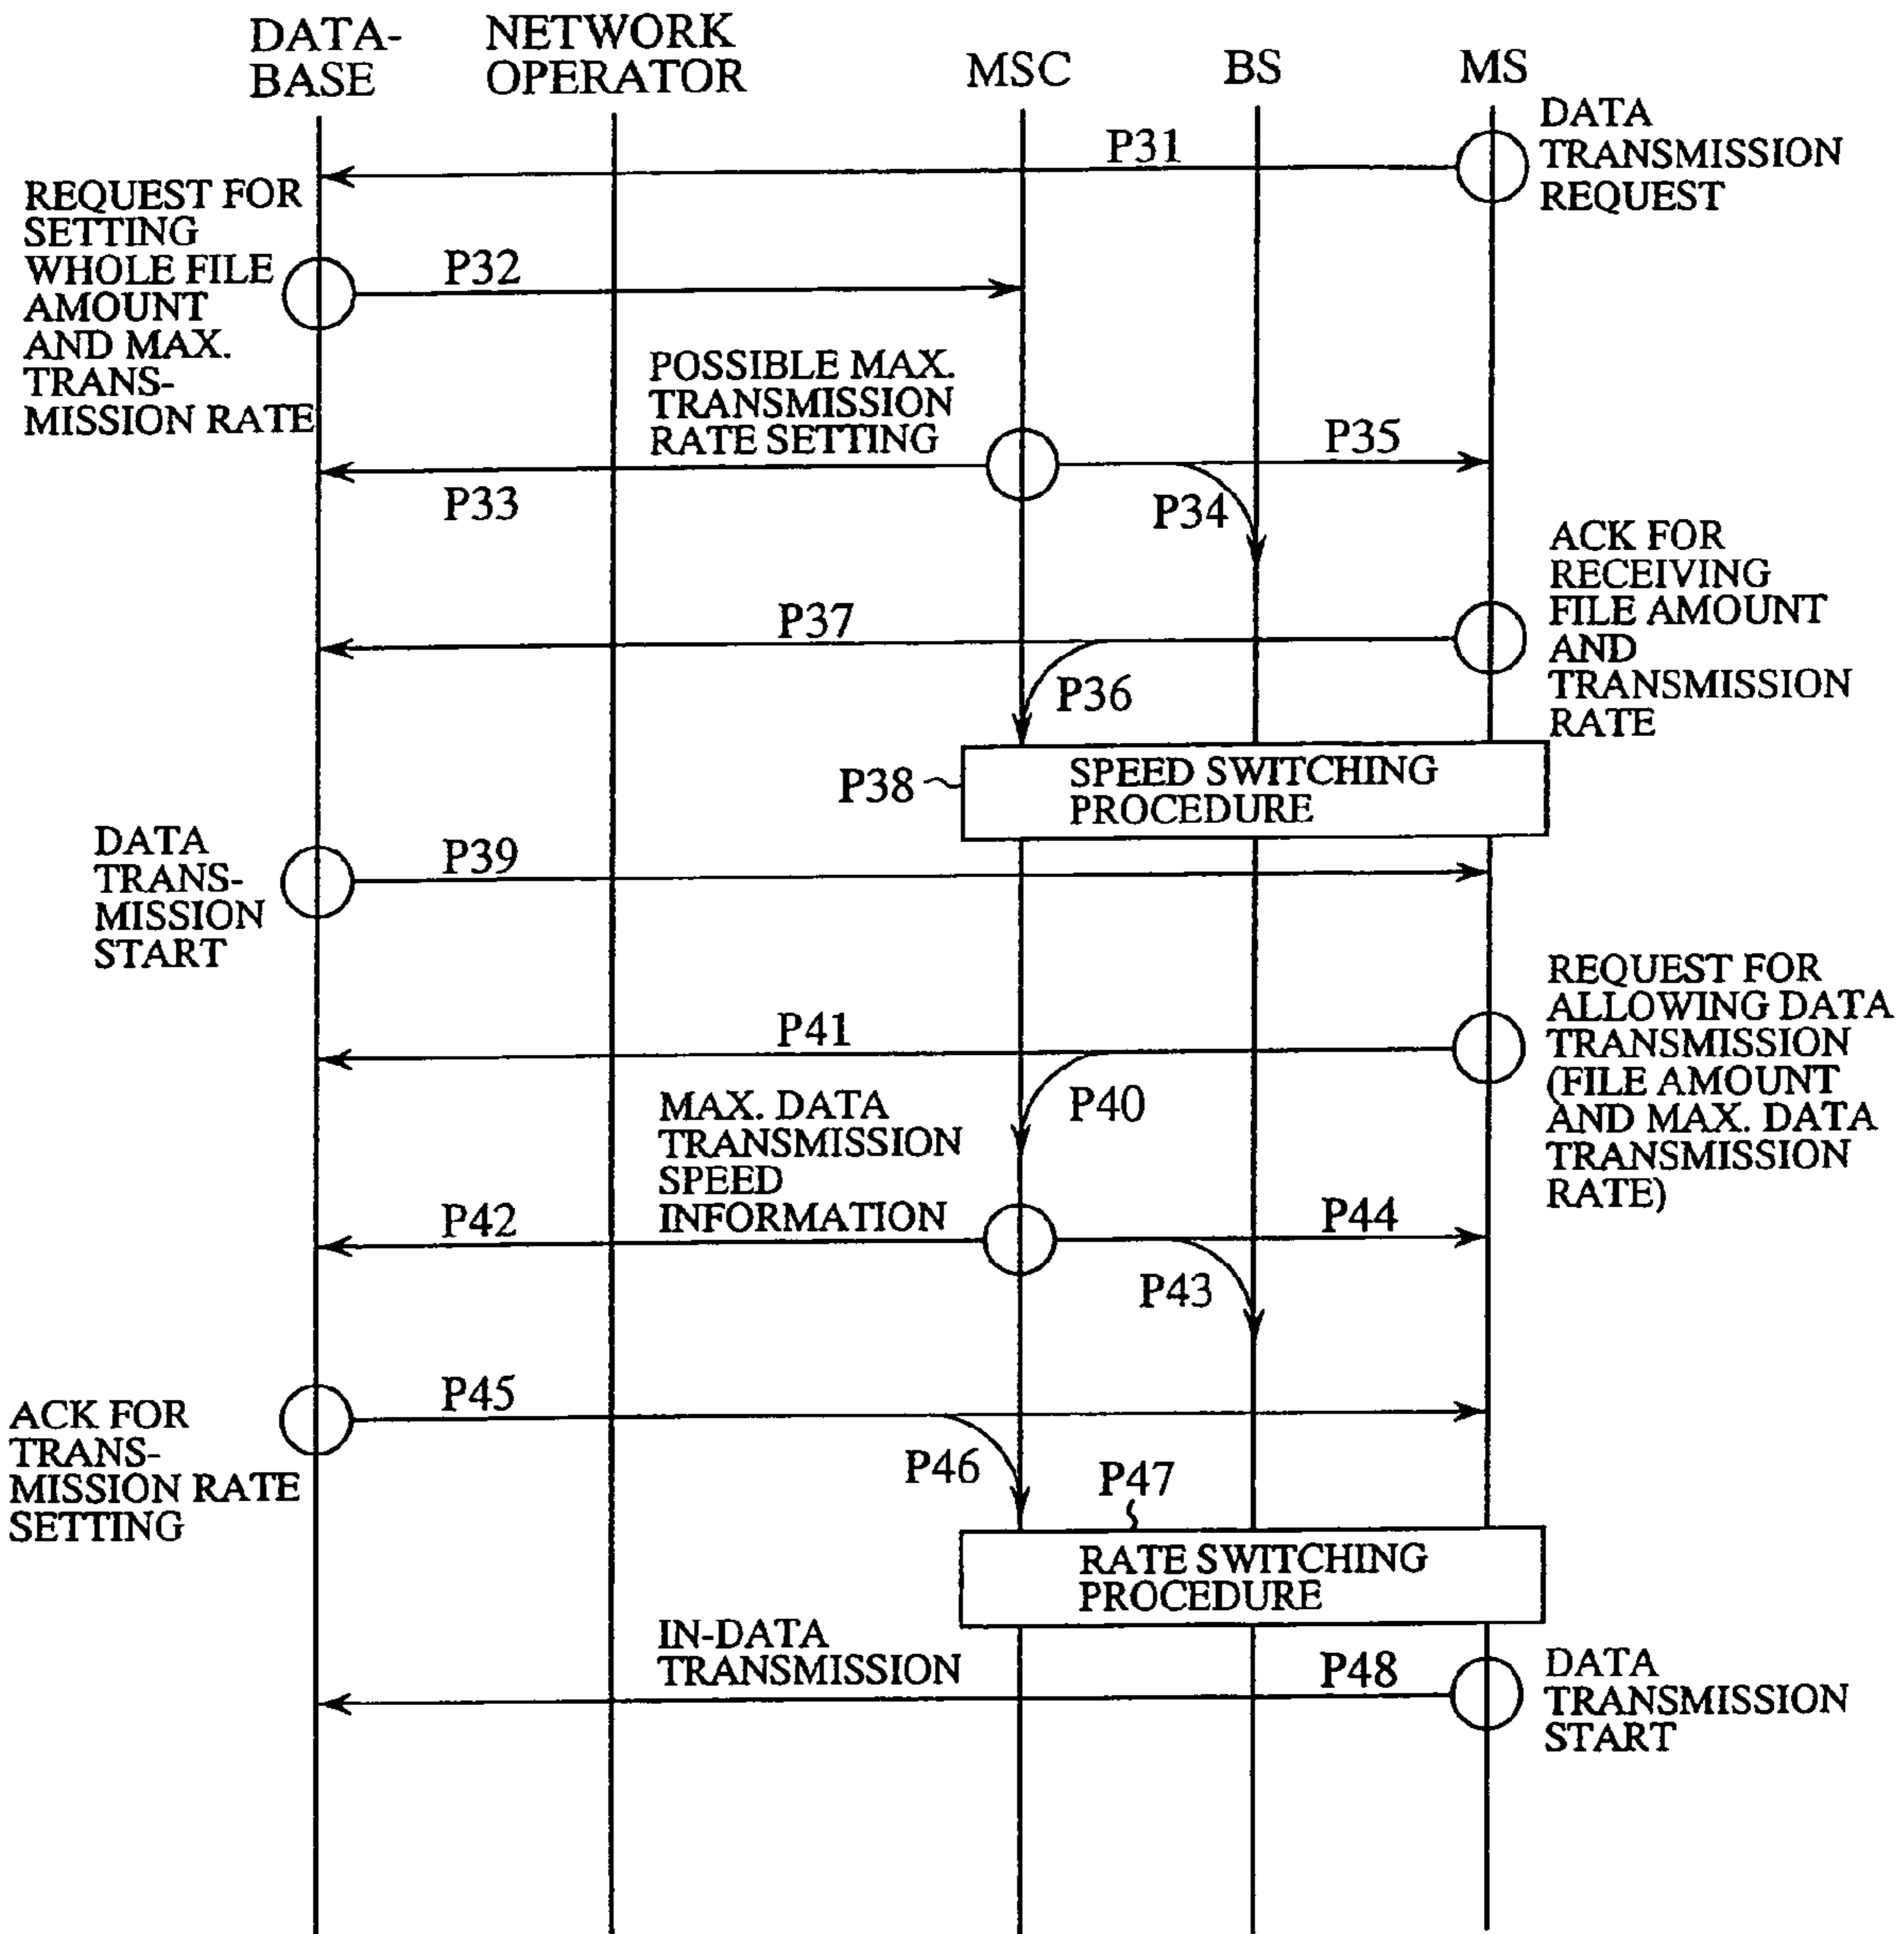 DATA-
BASE
NETWORK
OPERATOR
MSC
BS
MS
P31
DATA
TRANSMISSION
REQUEST
REQUEST FOR
SETTING
WHOLE FILE
AMOUNT
AND MAX.
TRANS-
MISSION RATE
P32
POSSIBLE MAX.
TRANSMISSION
RATE SETTING
P33
P35
P34
ACK FOR
RECEIVING
FILE AMOUNT
AND
TRANSMISSION
RATE
P37
P36
P38
SPEED SWITCHING
PROCEDURE
DATA
TRANS-
MISSION
START
P39
REQUEST FOR
ALLOWING DATA
TRANSMISSION
(FILE AMOUNT
AND MAX. DATA
TRANSMISSION
RATE)
P41
P40
MAX. DATA
TRANSMISSION
SPEED
INFORMATION
P42
P44
P43
ACK FOR
TRANS-
MISSION RATE
SETTING
P45
P46
P47
RATE SWITCHING
PROCEDURE
IN-DATA
TRANSMISSION
P48
DATA
TRANSMISSION
START